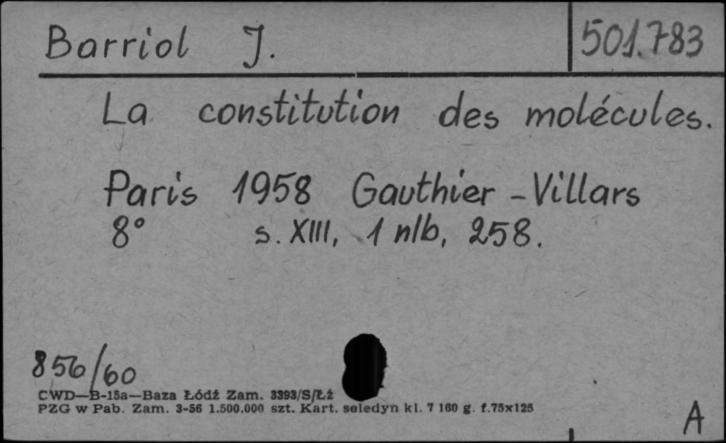 Barriol J.
501.783
La constitution des molécules.
Paris 1958 Gauthier-Villars
8° s. XIII, 1 nlb, 258.
856/60
CWD—B-15a—Baza Łódź Zam. 3393/S/Łź
PZG w Pab. Zam. 3-56 1.500.000 szt. Kart. seledyn kl. 7 160 g. f.75x125
A